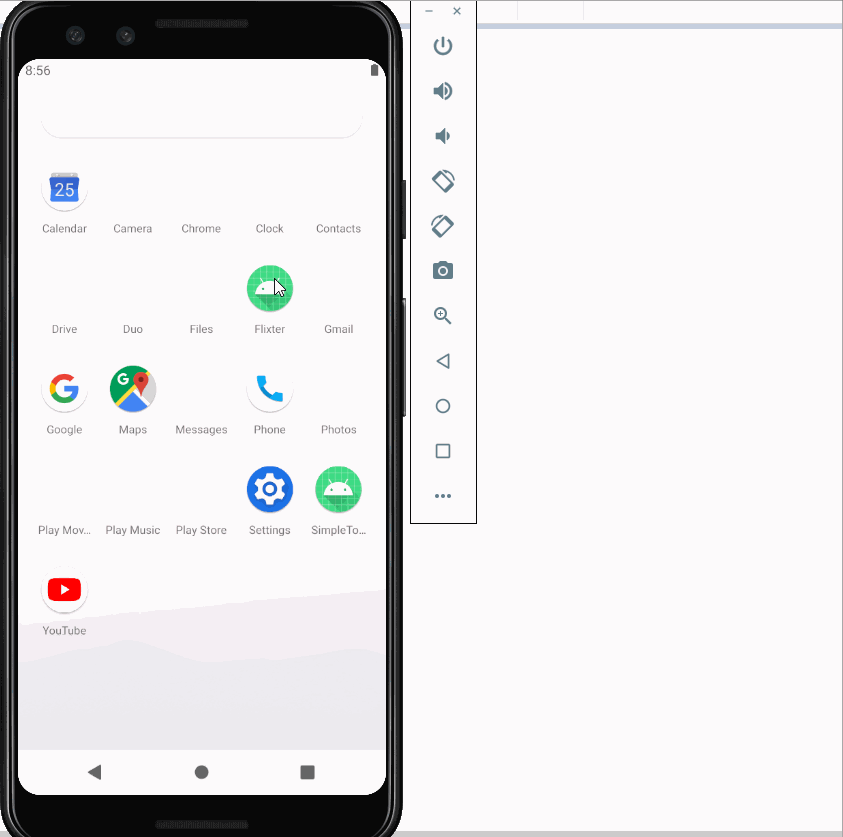 8:56
25
Calendar Camera Chrome Clock Contacts
Drive Duo Files Flixter Gmail
G
Google Maps Messages Phone Photos
Play Mov... Play Music Play Store Settings SimpleTo...
YouTube